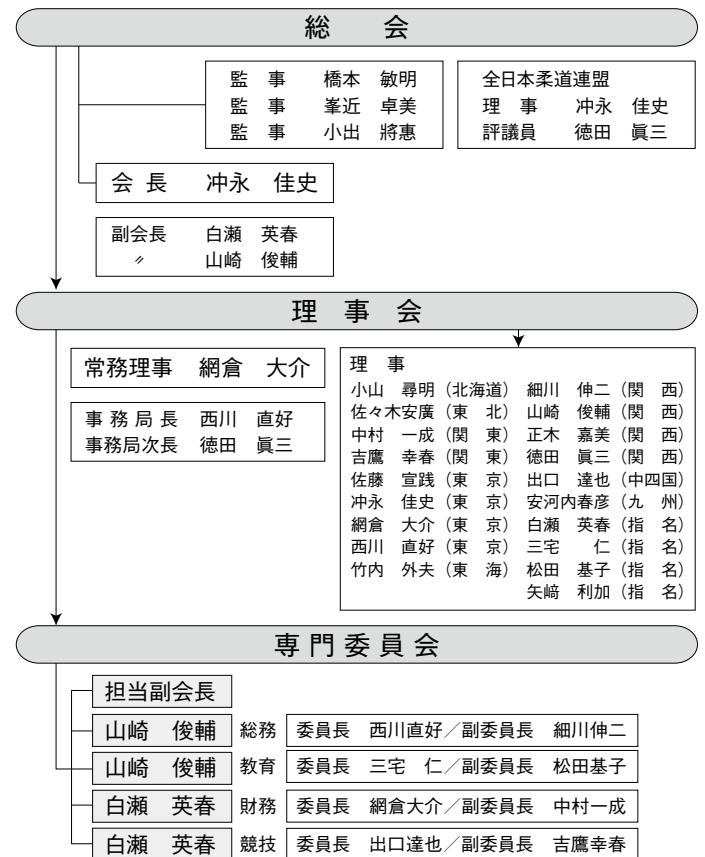 総　会
監　事　　橋本　敏明
監　事　　峯近　卓美
監　事　　小出　將惠
全日本柔道連盟
理　事　　冲永　佳史
評議員　　徳田　眞三
会 長　冲永　佳史
副会長　　白瀬　英春
〃　　山崎　俊輔
理　事　会
常務理事　網倉　大介
事 務 局 長　西川　直好
事務局次長　徳田　眞三
理　事
小山　尋明（北海道）　細川　伸二（関　西）
佐々木安廣（東　北）　山崎　俊輔（関　西）
中村　一成（関　東）　正木　嘉美（関　西）
吉鷹　幸春（関　東）　徳田　眞三（関　西）
佐藤　宣践（東　京）　出口　達也（中四国）
冲永　佳史（東　京）　安河内春彦（九　州）
網倉　大介（東　京）　白瀬　英春（指　名）
西川　直好（東　京）　三宅　　仁（指　名）
竹内　外夫（東　海）　松田　基子（指　名）
矢﨑　利加（指　名）
専 門 委 員 会
担当副会長
山崎　俊輔　総務　委員長　西川直好／副委員長　細川伸二
山崎　俊輔　教育　委員長　三宅　仁／副委員長　松田基子
白瀬　英春　財務　委員長　網倉大介／副委員長　中村一成
白瀬　英春　競技　委員長　出口達也／副委員長　吉鷹幸春